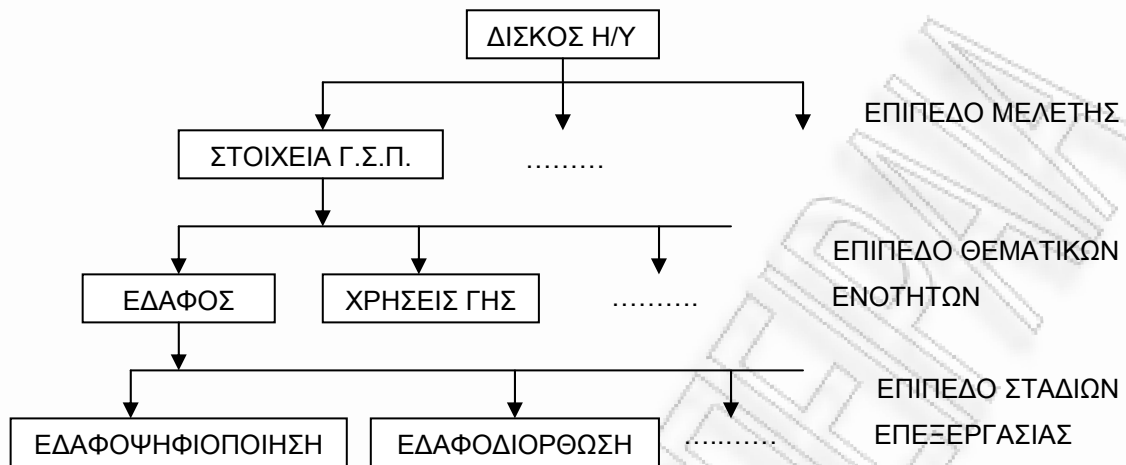 ΔΙΣΚΟΣ Η/Υ
ΕΠΙΠΕΔΟ ΜΕΛΕΤΗΣ
ΣΤΟΙΧΕΙΑ Γ.Σ.Π.
………
ΕΠΙΠΕΔΟ ΘΕΜΑΤΙΚΩΝ
ΕΔΑΦΟΣ
ΧΡΗΣΕΙΣ ΓΗΣ
……….
ΕΝΟΤΗΤΩΝ
ΕΠΙΠΕΔΟ ΣΤΑΔΙΩΝ
ΕΔΑΦΟΨΗΦΙΟΠΟΙΗΣΗ
ΕΔΑΦΟΔΙΟΡΘΩΣΗ
………
ΕΠΕΞΕΡΓΑΣΙΑΣ